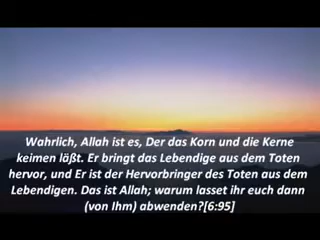 Wahrlich, Allah ist es, Der das Korn und die Kerne
keimen läßt. Er bringt das Lebendige aus dem Toten
hervor, und Er ist der Hervorbringer des Toten aus dem
Lebendigen. Das ist Allah; warum lasset ihr euch dann
(von Ihm) abwenden?[6:95]